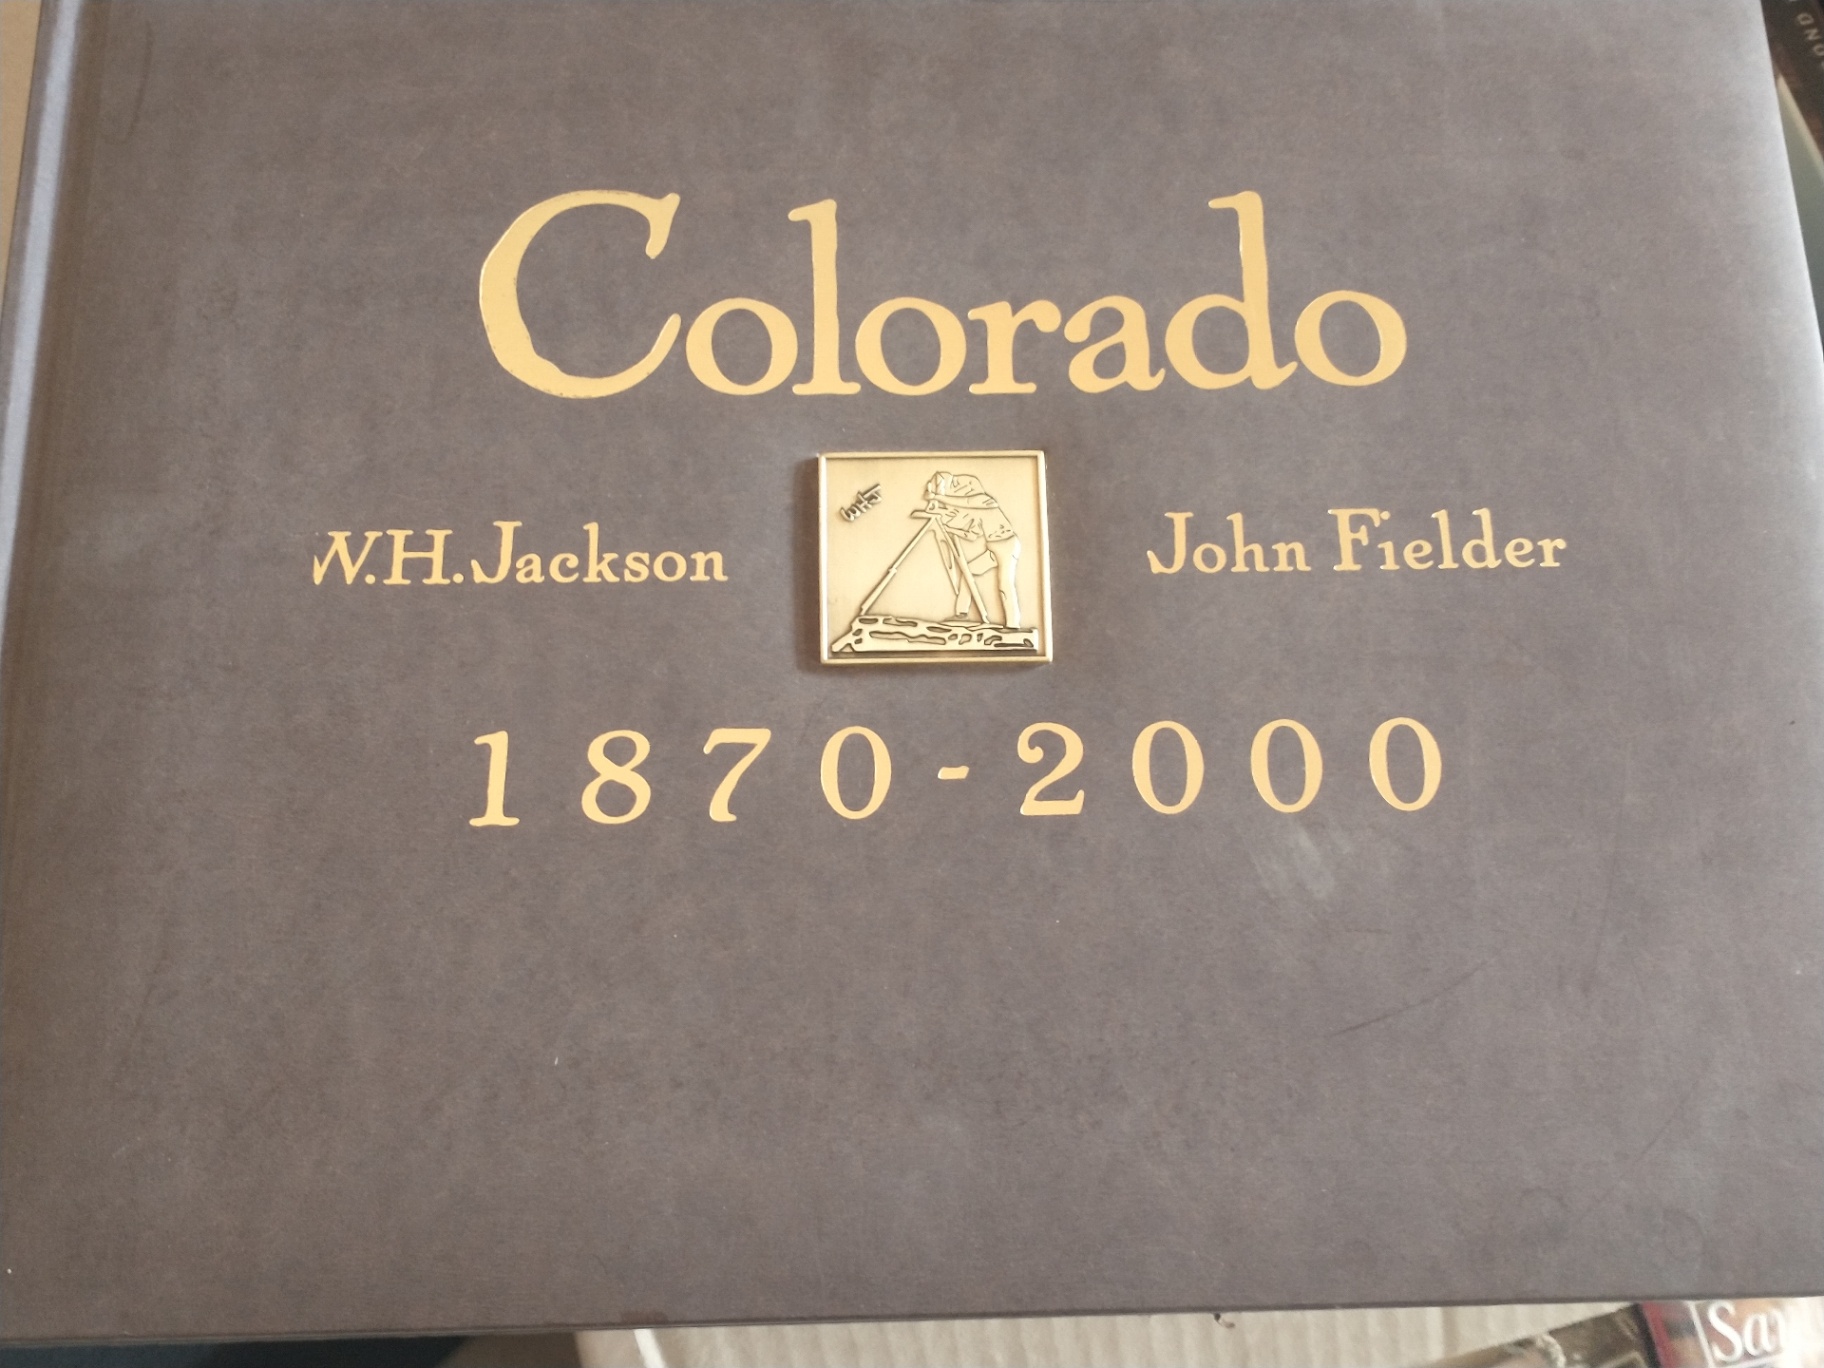 Colorado
W.H. Jackson
John Fielder
1870-2000